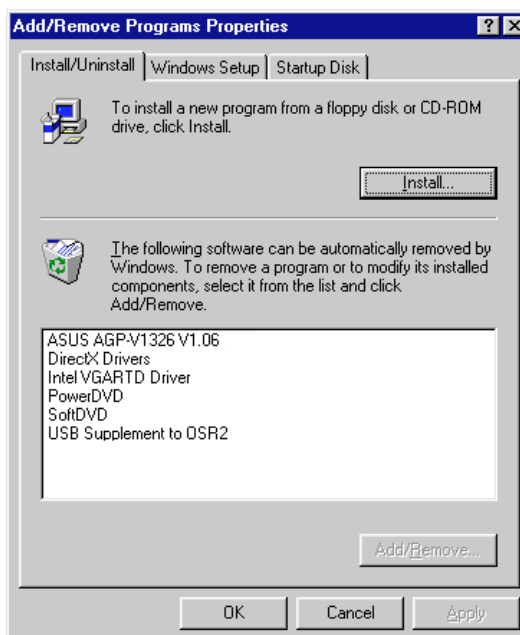 Add/Remove Programs Properties
Install/Uninstall
Windows Setup
Startup Disk
To install a new program from a floppy disk or CD-ROM
drive, click Install.
Install...
The following software can be automatically removed by
Windows. To remove a program or to modify its installed
components, select it from the list and click
Add/Remove.
ASUS AGP-V1326 V1.06
DirectX Drivers
Intel VGARTD Driver
PowerDVD
SoftDVD
USB Supplement to OSR2
Add/Remove...
OK
Cancel
Apply